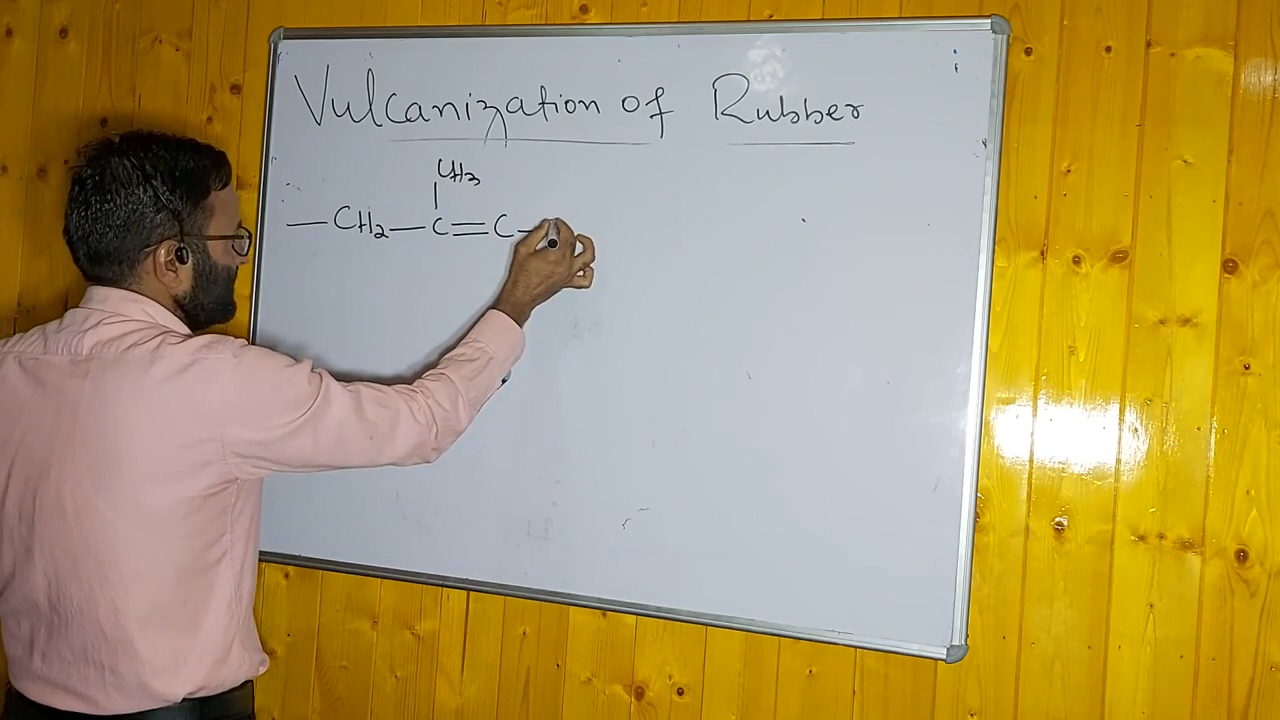 Vulcanization of Rubber
CH3
—CH2—C=C—